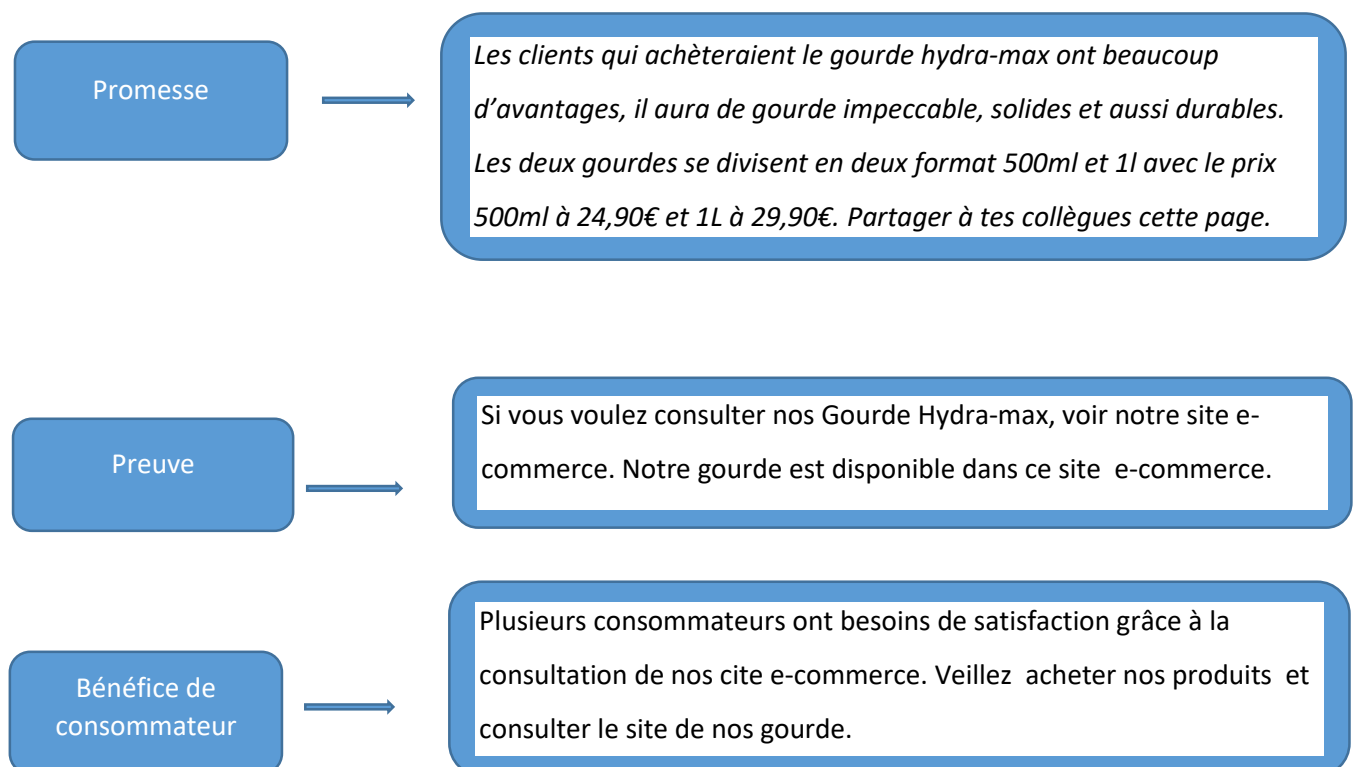 Promesse
Les clients qui achèteraient le gourde hydra-max ont beaucoup
d’avantages, il aura de gourde impeccable, solides et aussi durables.
Les deux gourdes se divisent en deux format 500ml et 1l avec le prix
500ml à 24,90€ et 1L à 29,90€. Partager à tes collègues cette page.
Preuve
Si vous voulez consulter nos Gourde Hydra-max, voir notre site e-
commerce. Notre gourde est disponible dans ce site  e-commerce.
Bénéfice de
consommateur
Plusieurs consommateurs ont besoins de satisfaction grâce à la
consultation de nos cite e-commerce. Veillez  acheter nos produits  et
consulter le site de nos gourde.